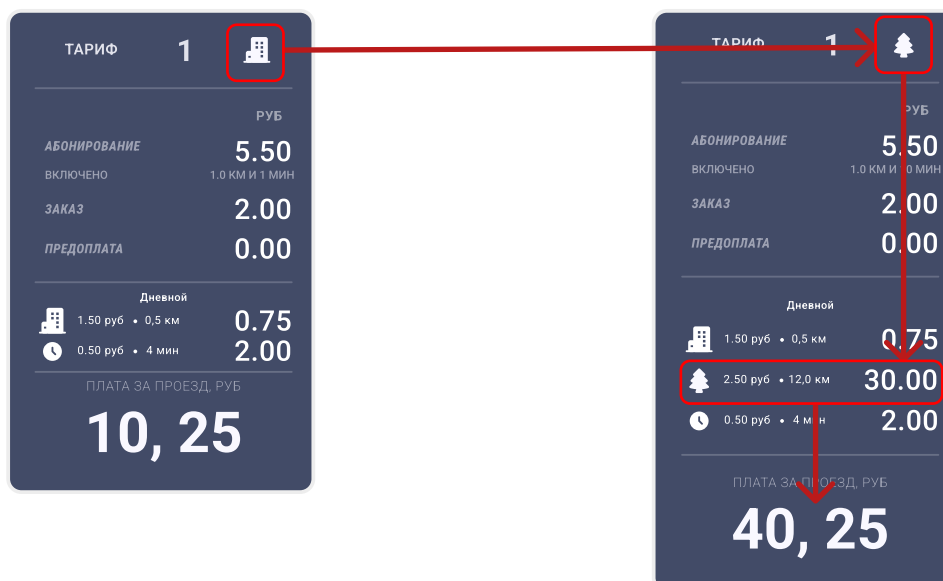 ТАРИФ 1
РУБ
АБОНИРОВАНИЕ 5.50
ВКЛЮЧЕНО 1.0 КМ И 1 МИН
ЗАКАЗ 2.00
ПРЕДОПЛАТА 0.00
Дневной
1.50 руб • 0,5 км 0.75
0.50 руб • 4 мин 2.00
ПЛАТА ЗА ПРОЕЗД, РУБ
10, 25
ТАРИФ 1
РУБ
АБОНИРОВАНИЕ 5.50
ВКЛЮЧЕНО 1.0 КМ И 0 МИН
ЗАКАЗ 2.00
ПРЕДОПЛАТА 0.00
Дневной
1.50 руб • 0,5 км 0.75
2.50 руб • 12,0 км 30.00
0.50 руб • 4 мин 2.00
ПЛАТА ЗА ПРОЕЗД, РУБ
40, 25